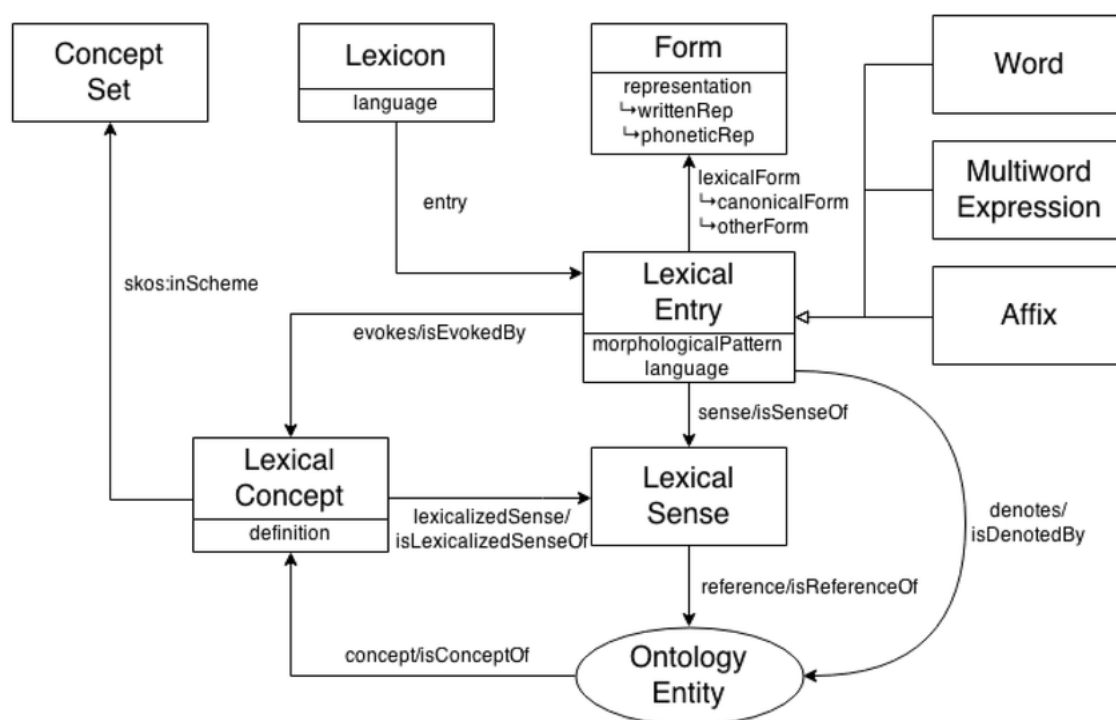 Concept
Set
Lexicon
language
Form
representation
↳writtenRep
↳phoneticRep
Word
Multiword
Expression
Affix
entry
lexicalForm
↳canonicalForm
↳otherForm
skos:inScheme
Lexical
Entry
morphologicalPattern
language
evokes/isEvokedBy
sense/isSenseOf
Lexical
Concept
definition
lexicalizedSense/
isLexicalizedSenseOf
Lexical
Sense
denotes/
isDenotedBy
reference/isReferenceOf
concept/isConceptOf
Ontology
Entity